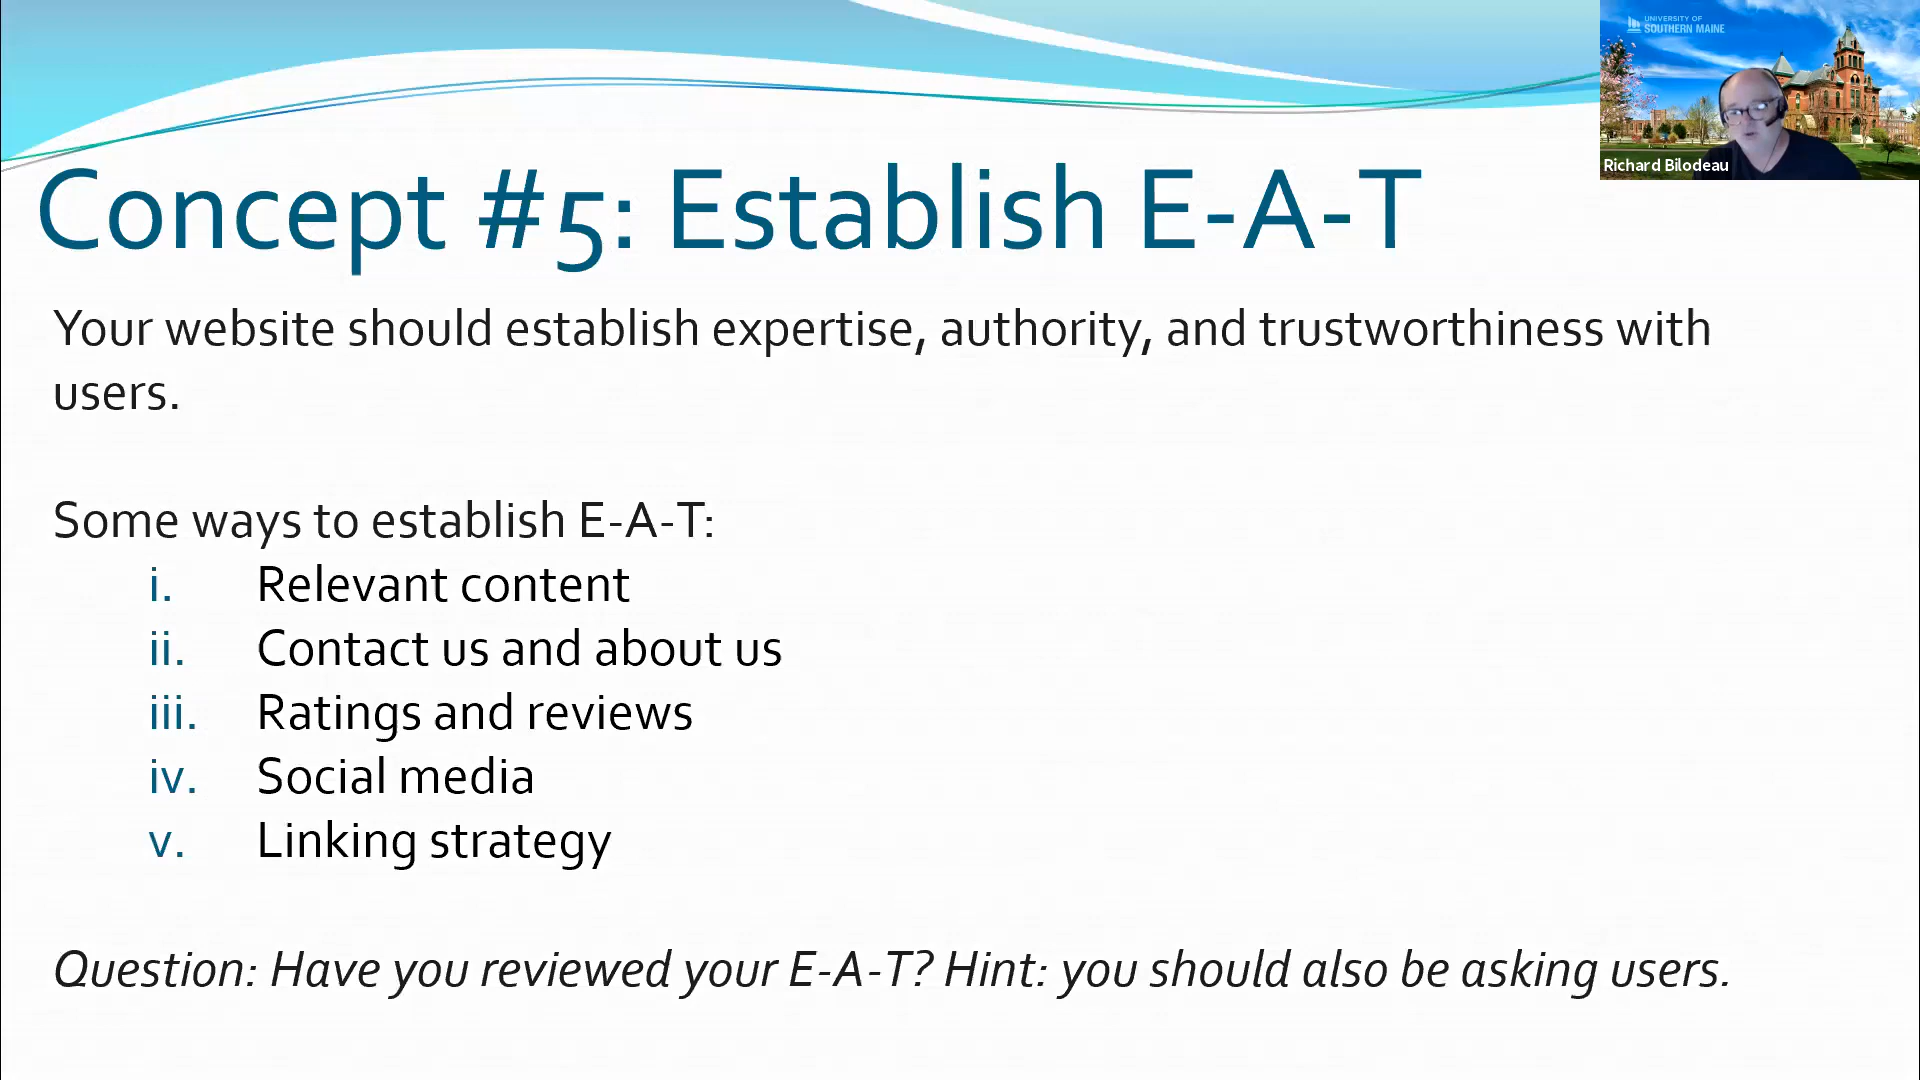 UNIVERSITY OF
SOUTHERN MAINE
Richard Bilodeau
Concept #5: Establish E-A-T
Your website should establish expertise, authority, and trustworthiness with
users.
Some ways to establish E-A-T:
i. Relevant content
ii. Contact us and about us
iii. Ratings and reviews
iv. Social media
v. Linking strategy
Question: Have you reviewed your E-A-T? Hint: you should also be asking users.